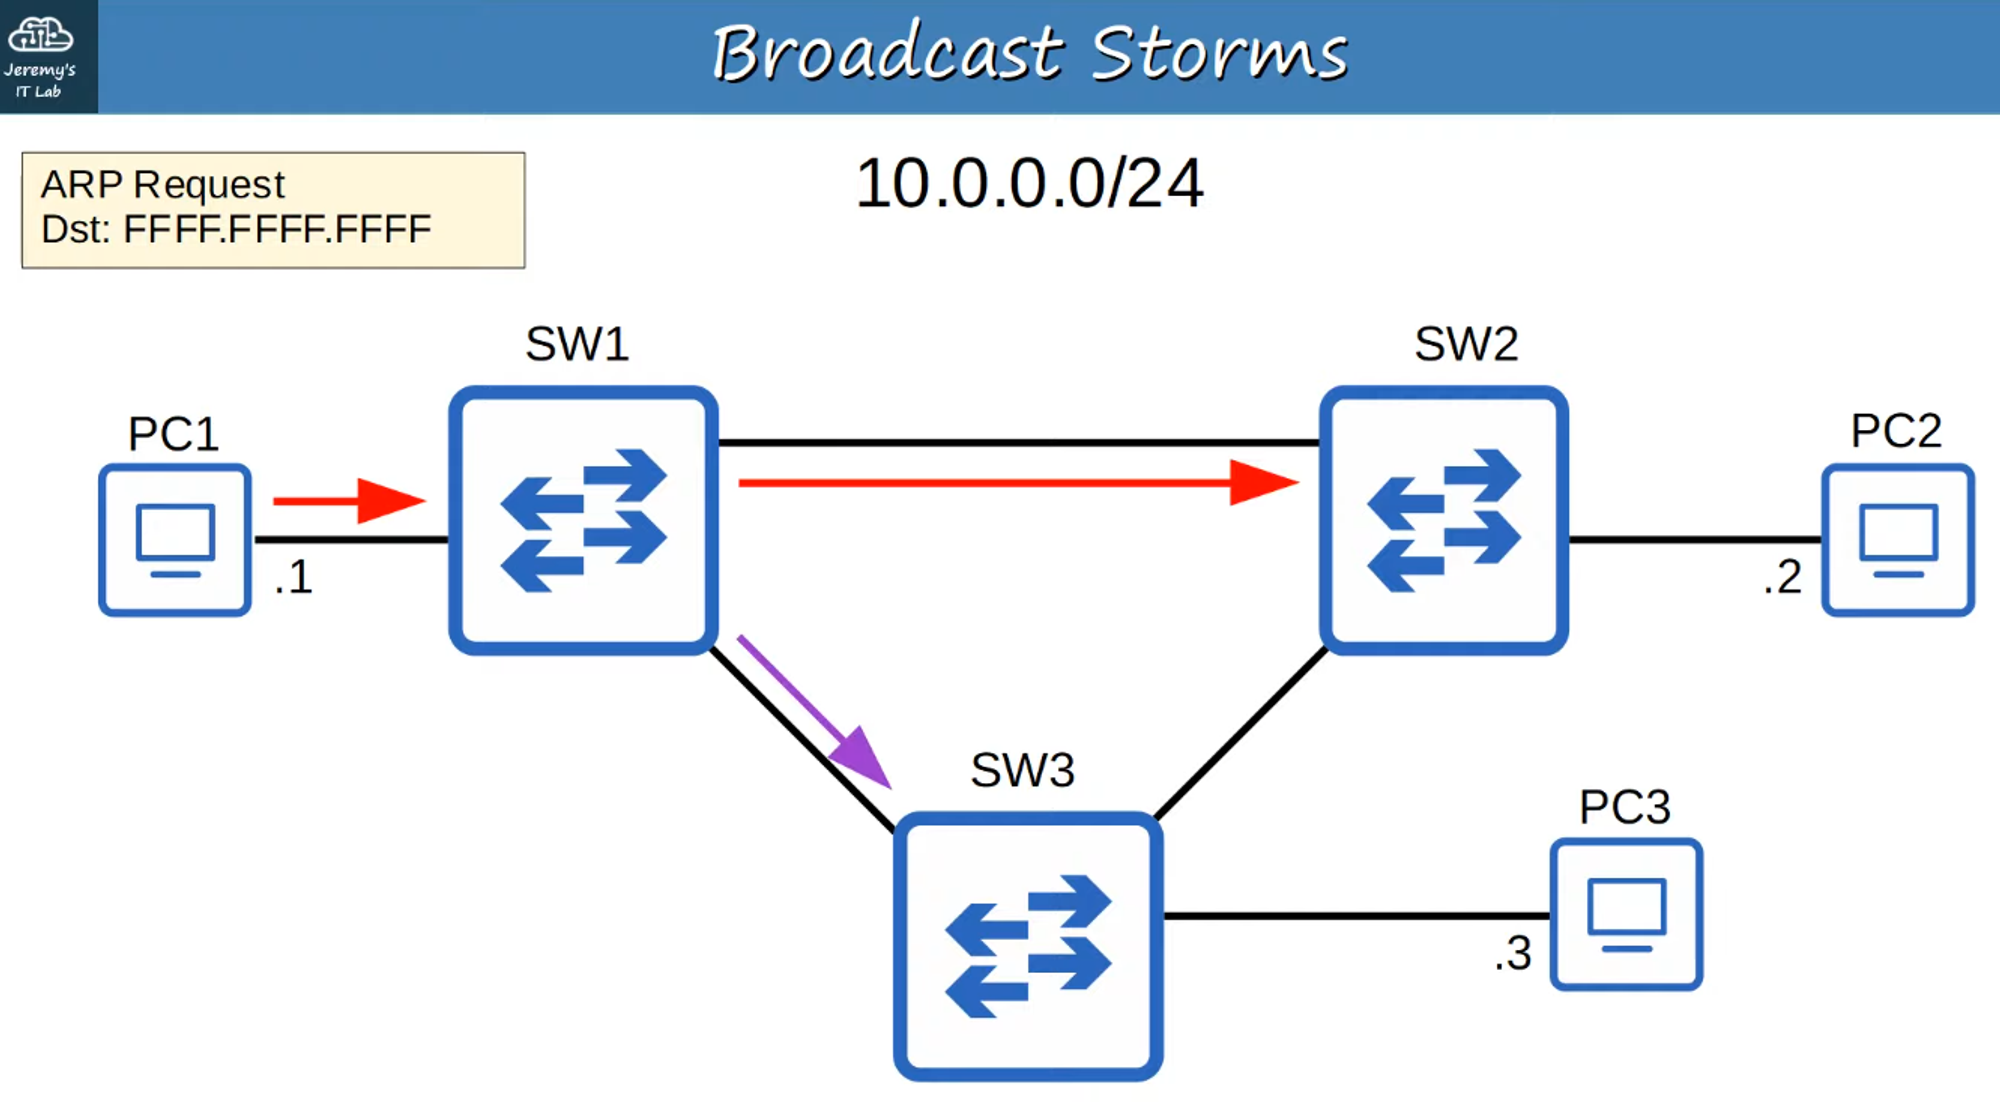 Jeremy's
IT Lab
Broadcast Storms
ARP Request
Dst: FFFF.FFFF.FFFF
10.0.0.0/24
SW1
SW2
PC1
PC2
.1
.2
SW3
PC3
.3